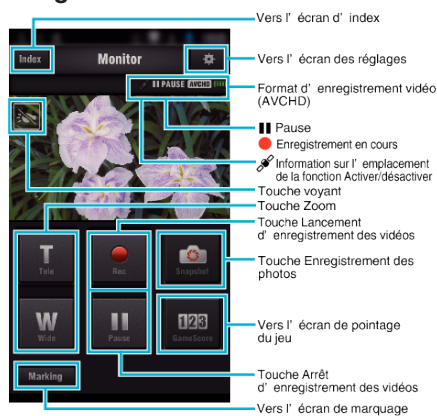 Vers l' écran d' index
Index
Monitor
Vers l' écran des réglages
PAUSE AVCHD
Format d' enregistrement vidéo
(AVCHD)
Pause
Enregistrement en cours
Information sur l' emplacement
de la fonction Activer/désactiver
Touche voyant
Touche Zoom
Touche Lancement
d' enregistrement des vidéos
T
Tele
Rec
Snapshot
Touche Enregistrement des
photos
W
Wide
Pause
123
GameScore
Vers l' écran de pointage
du jeu
Touche Arrêt
d' enregistrement des vidéos
Marking
Vers l' écran de marquage